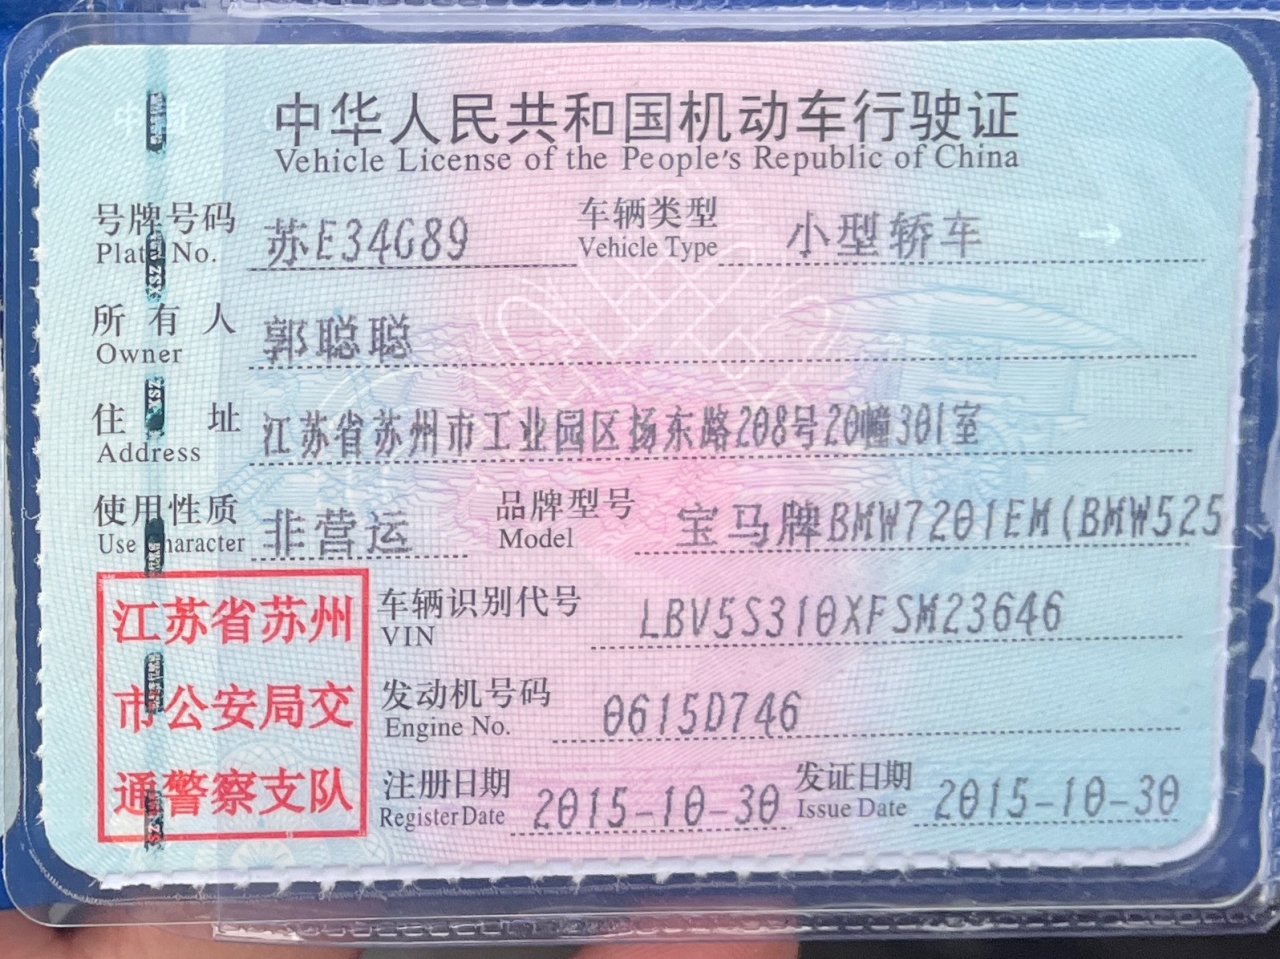 中华人民共和国机动车行驶证
Vehicle License of the People's Republic of China
号牌号码 苏E34G89 车辆类型 小型轿车
Plate No. Vehicle Type
所有人 郭聪聪
Owner
住址 江苏省苏州市工业园区扬东路208号20幢301室
Address
使用性质 非营运 品牌型号 宝马牌BMW7201EM(BMW525
Use Character Model
江苏省苏州
市公安局交
通警察支队
车辆识别代号 LBV5S310XFSM23646
VIN
发动机号码 0615D746
Engine No.
注册日期 2015-10-30 发证日期 2015-10-30
Register Date Issue Date